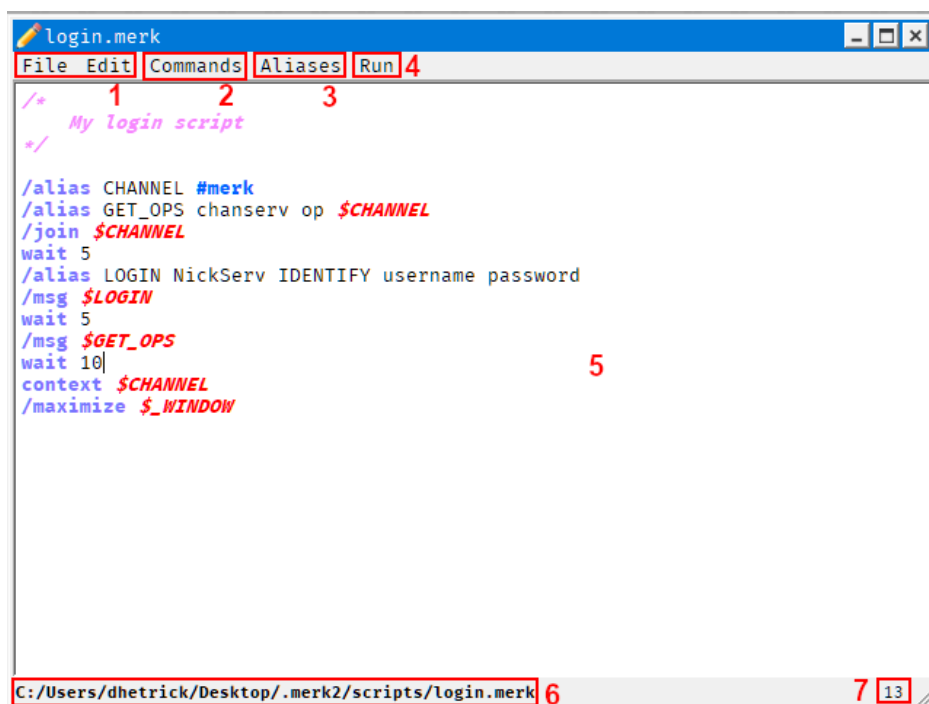 login.merk
File Edit Commands Aliases Run 4
1 2 3
/*
My login script
*/
/alias CHANNEL #merk
/alias GET_OPS chanserv op $CHANNEL
/join $CHANNEL
wait 5
/alias LOGIN NickServ IDENTIFY username password
/msg $LOGIN
wait 5
/msg $GET_OPS
wait 10
5
context $CHANNEL
/maximize $_WINDOW
C:/Users/dhetrick/Desktop/.merk2/scripts/login.merk 6 7 13